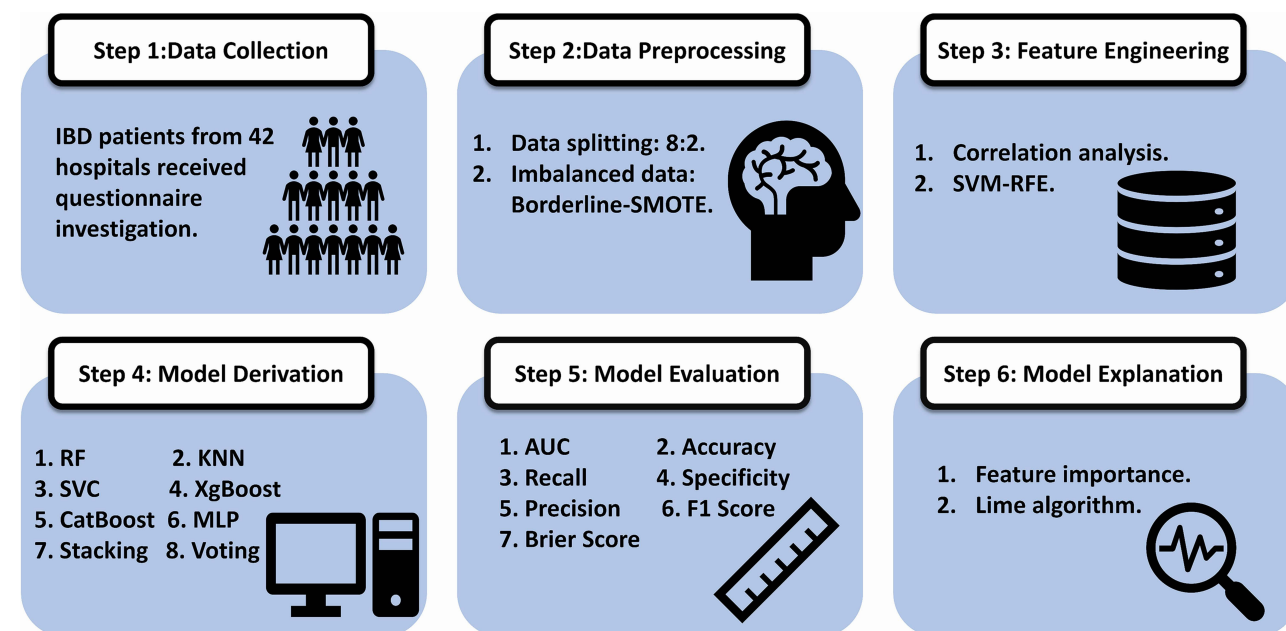 Step 1:Data Collection
IBD patients from 42
hospitals received
questionnaire
investigation.
Step 2:Data Preprocessing
1. Data splitting: 8:2.
2. Imbalanced data:
Borderline-SMOTE.
Step 3: Feature Engineering
1. Correlation analysis.
2. SVM-RFE.
Step 4: Model Derivation
1. RF 2. KNN
3. SVC 4. XgBoost
5. CatBoost 6. MLP
7. Stacking 8. Voting
Step 5: Model Evaluation
1. AUC 2. Accuracy
3. Recall 4. Specificity
5. Precision 6. F1 Score
7. Brier Score
Step 6: Model Explanation
1. Feature importance.
2. Lime algorithm.